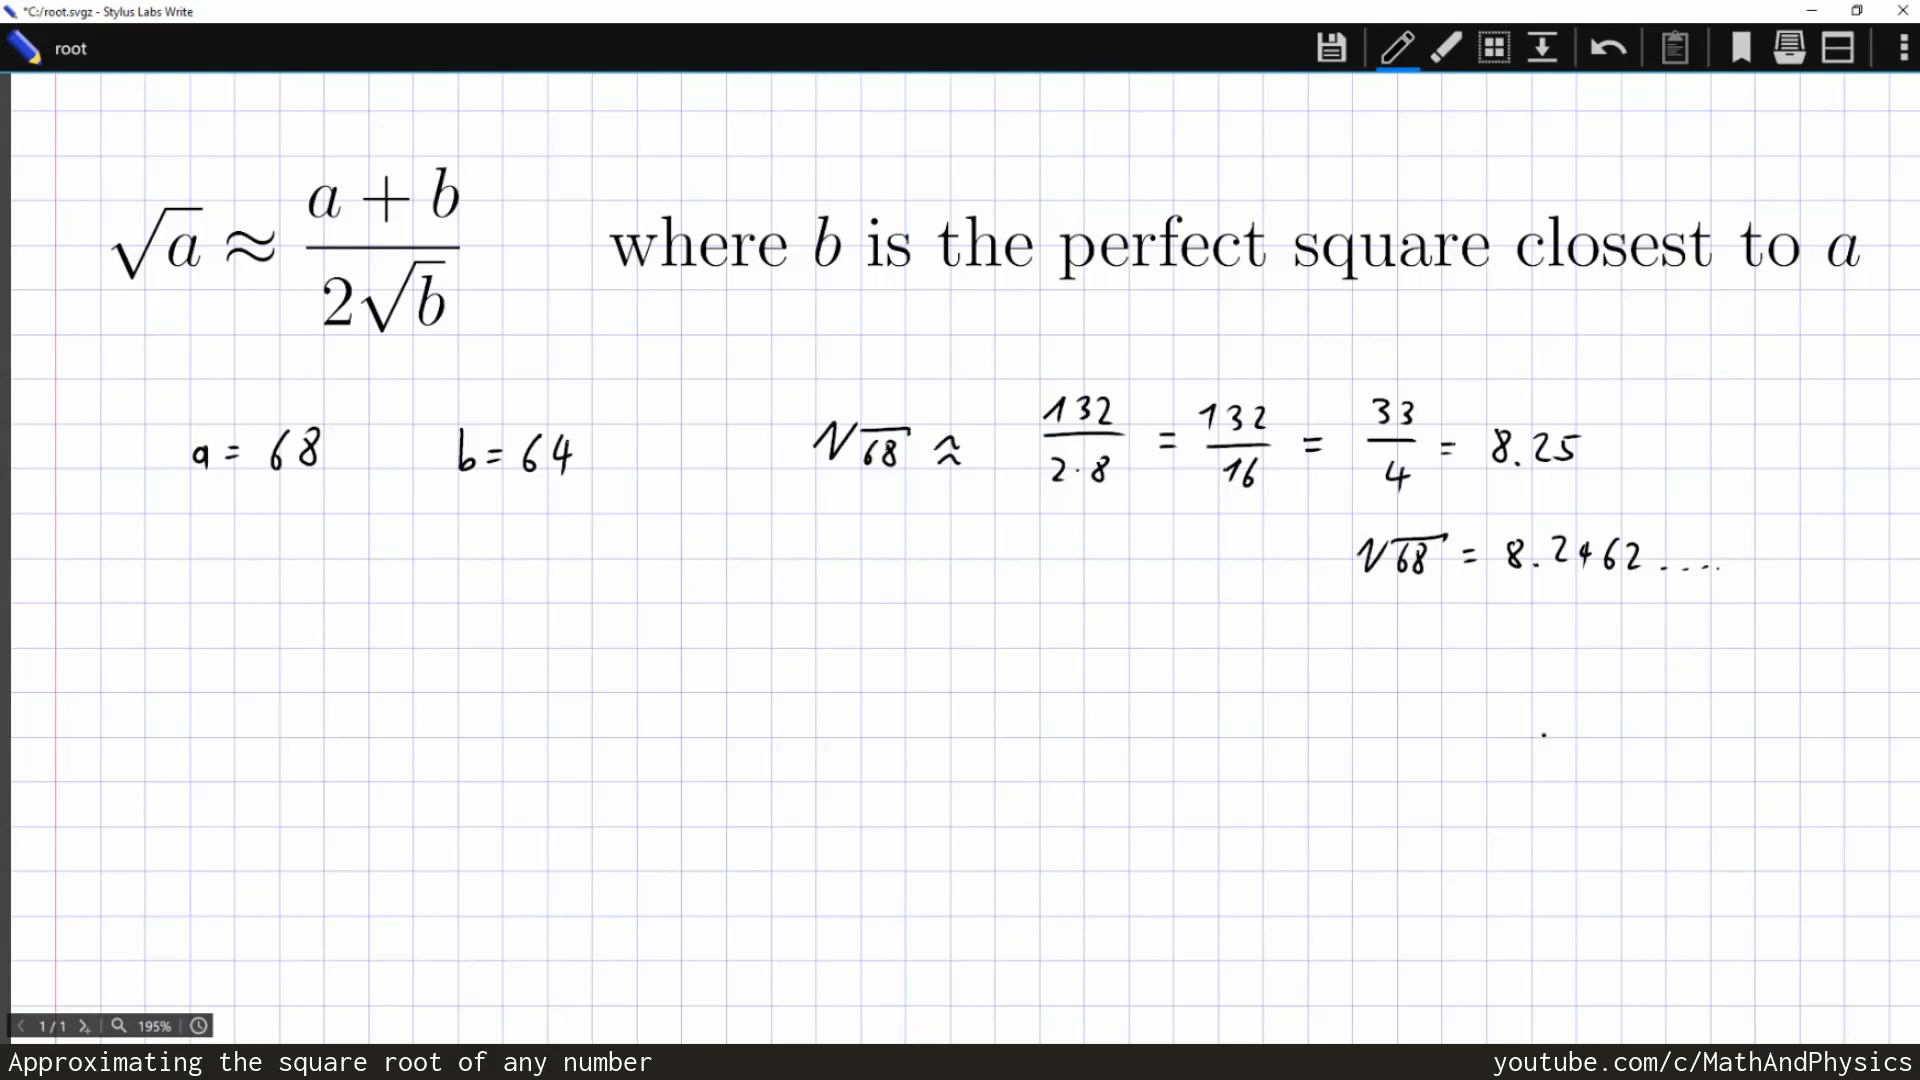 *C:/root.svgz - Stylus Labs Write
root
√a ≈ (a + b)/(2√b) where b is the perfect square closest to a
a = 68 b = 64 √68 ≈ 132/(2·8) = 132/16 = 33/4 = 8.25
√68 = 8.2462....
1 / 1 195%
Approximating the square root of any number youtube.com/c/MathAndPhysics